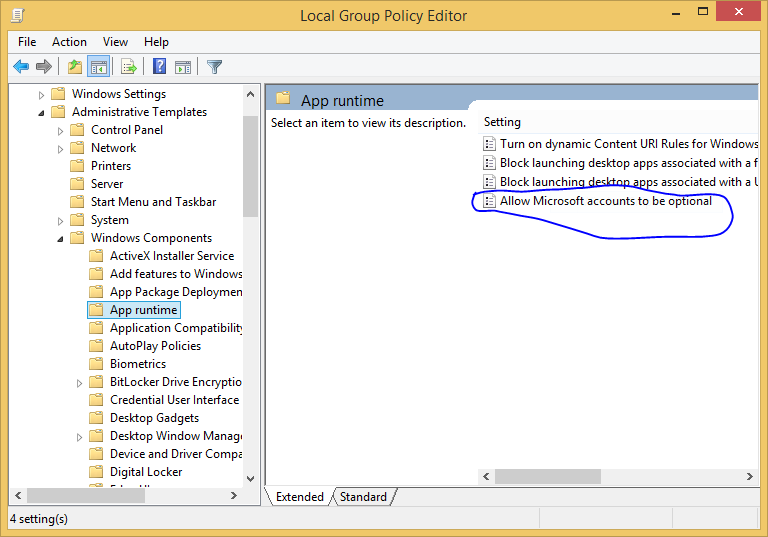 Local Group Policy Editor
File Action View Help
Windows Settings
Administrative Templates
Control Panel
Network
Printers
Server
Start Menu and Taskbar
System
Windows Components
ActiveX Installer Service
Add features to Windows
App Package Deploymen
App runtime
Application Compatibility
AutoPlay Policies
Biometrics
BitLocker Drive Encryptio
Credential User Interface
Desktop Gadgets
Desktop Window Manag
Device and Driver Compa
Digital Locker
App runtime
Select an item to view its description.
Setting
Turn on dynamic Content URI Rules for Windows
Block launching desktop apps associated with a f
Block launching desktop apps associated with a U
Allow Microsoft accounts to be optional
Extended Standard
4 setting(s)